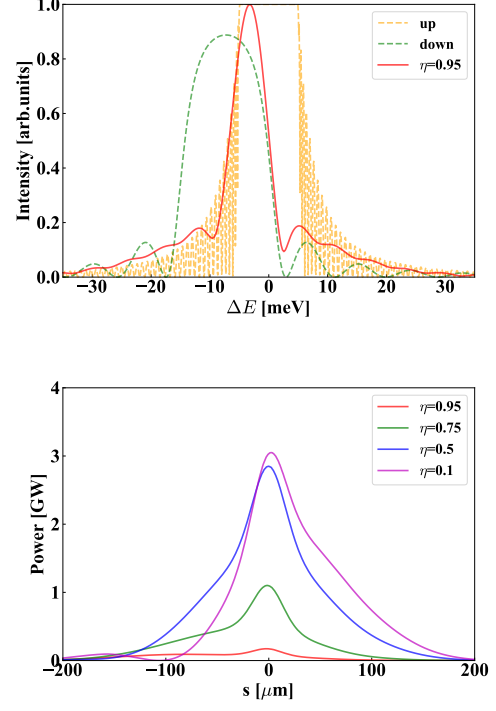 1.0
0.8
0.6
0.4
0.2
0.0
Intensity [arb.units]
up
down
η=0.95
−30 −20 −10 0 10 20 30
ΔE [meV]
4
3
2
1
0
Power [GW]
η=0.95
η=0.75
η=0.5
η=0.1
−200 −100 0 100 200
s [μm]